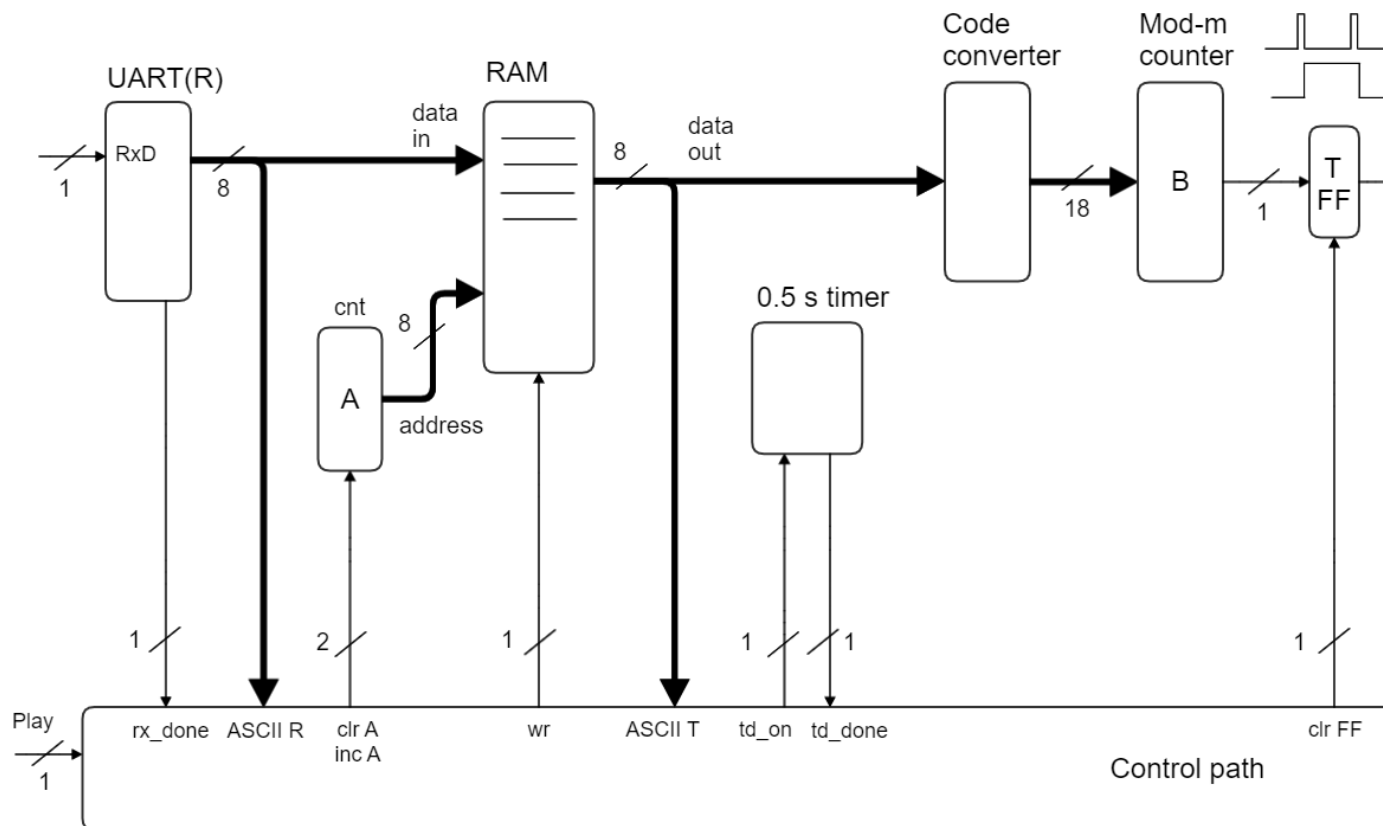 Code
converter
Mod-m
counter
UART(R)
RAM
data
in
data
out
RxD
8
T
FF
1
8
B
18
1
0.5 s timer
cnt
8
A
address
1
2
1
1
1
1
Play
1
rx_done
ASCII R
clr A
inc A
wr
ASCII T
td_on
td_done
clr FF
Control path